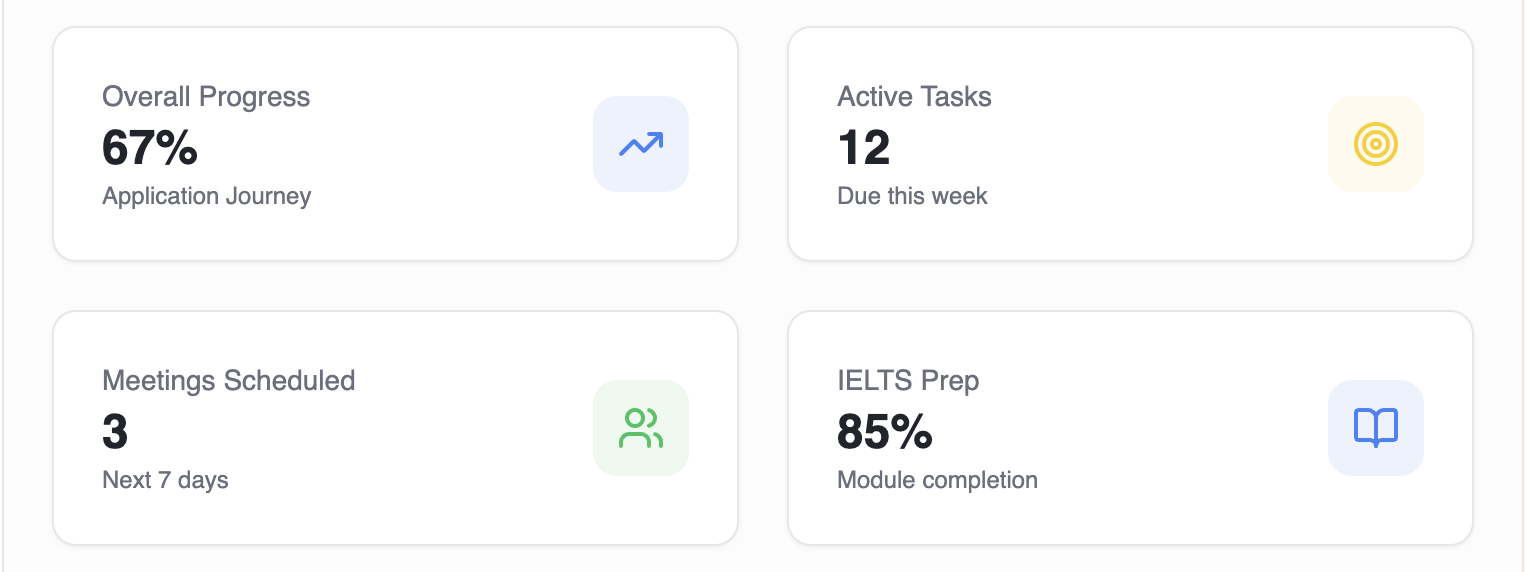 Overall Progress
67%
Application Journey
Active Tasks
12
Due this week
Meetings Scheduled
3
Next 7 days
IELTS Prep
85%
Module completion